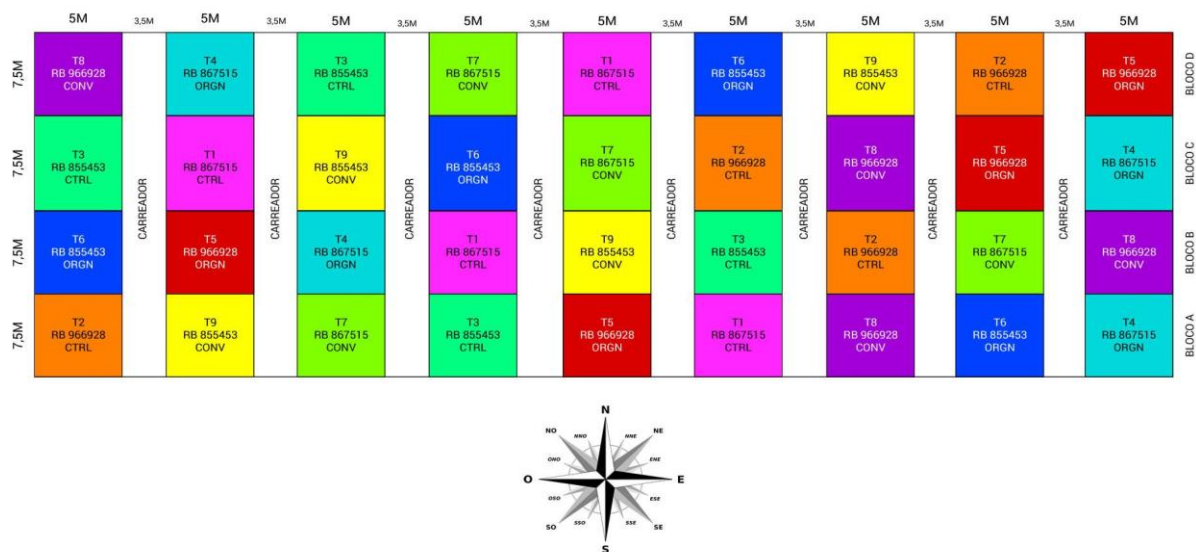 5M 3,5M 5M 3,5M 5M 3,5M 5M 3,5M 5M 3,5M 5M 3,5M 5M 3,5M 5M 3,5M 5M
7,5M
T8
RB 966928
CONV
T4
RB 867515
ORGN
T3
RB 855453
CTRL
T7
RB 867515
CONV
T1
RB 867515
CTRL
T6
RB 855453
ORGN
T9
RB 855453
CONV
T2
RB 966928
CTRL
T5
RB 966928
ORGN
BLOCO D
7,5M
T3
RB 855453
CTRL
T1
RB 867515
CTRL
T9
RB 855453
CONV
T6
RB 855453
ORGN
T7
RB 867515
CONV
T2
RB 966928
CTRL
T8
RB 966928
CONV
T5
RB 966928
ORGN
T4
RB 867515
ORGN
BLOCO C
CARREADOR
CARREADOR
CARREADOR
CARREADOR
CARREADOR
CARREADOR
CARREADOR
CARREADOR
7,5M
T6
RB 855453
ORGN
T5
RB 966928
ORGN
T4
RB 867515
ORGN
T1
RB 867515
CTRL
T9
RB 855453
CONV
T3
RB 855453
CTRL
T2
RB 966928
CTRL
T7
RB 867515
CONV
T8
RB 966928
CONV
BLOCO B
7,5M
T2
RB 966928
CTRL
T9
RB 855453
CONV
T7
RB 867515
CONV
T3
RB 855453
CTRL
T5
RB 966928
ORGN
T1
RB 867515
CTRL
T8
RB 966928
CONV
T6
RB 855453
ORGN
T4
RB 867515
ORGN
BLOCO A
N
NO NNO NNE NE
ONO ENE
O E
OSO ESE
SO SSO SSE SE
S